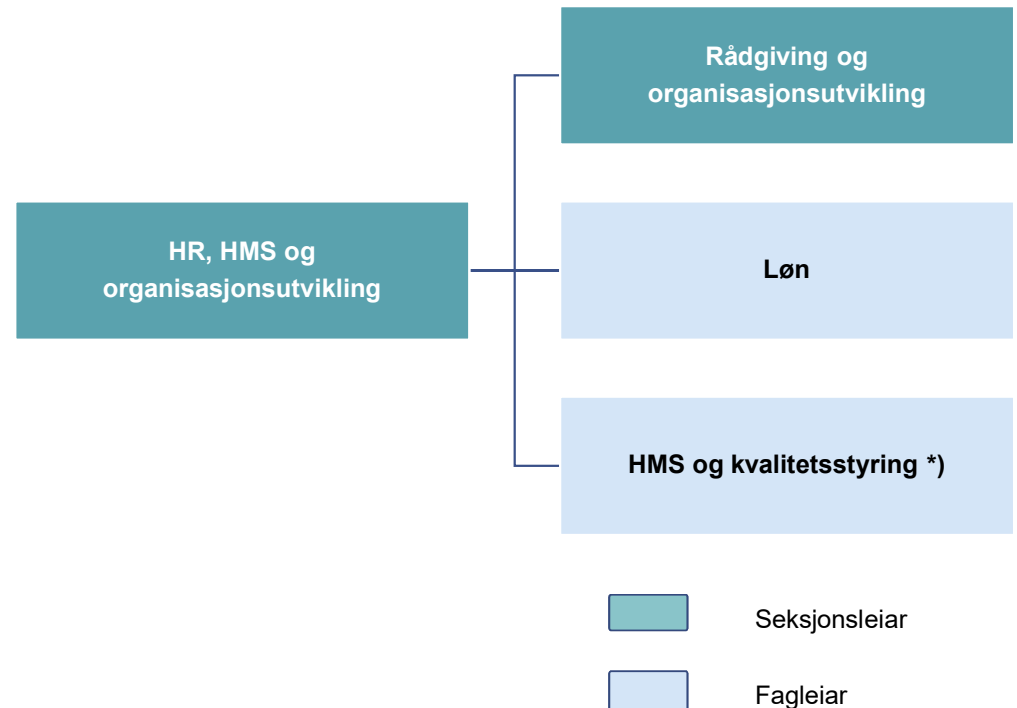 Rådgiving og
organisasjonsutvikling
HR, HMS og
organisasjonsutvikling
Løn
HMS og kvalitetsstyring *)
Seksjonsleiar
Fagleiar